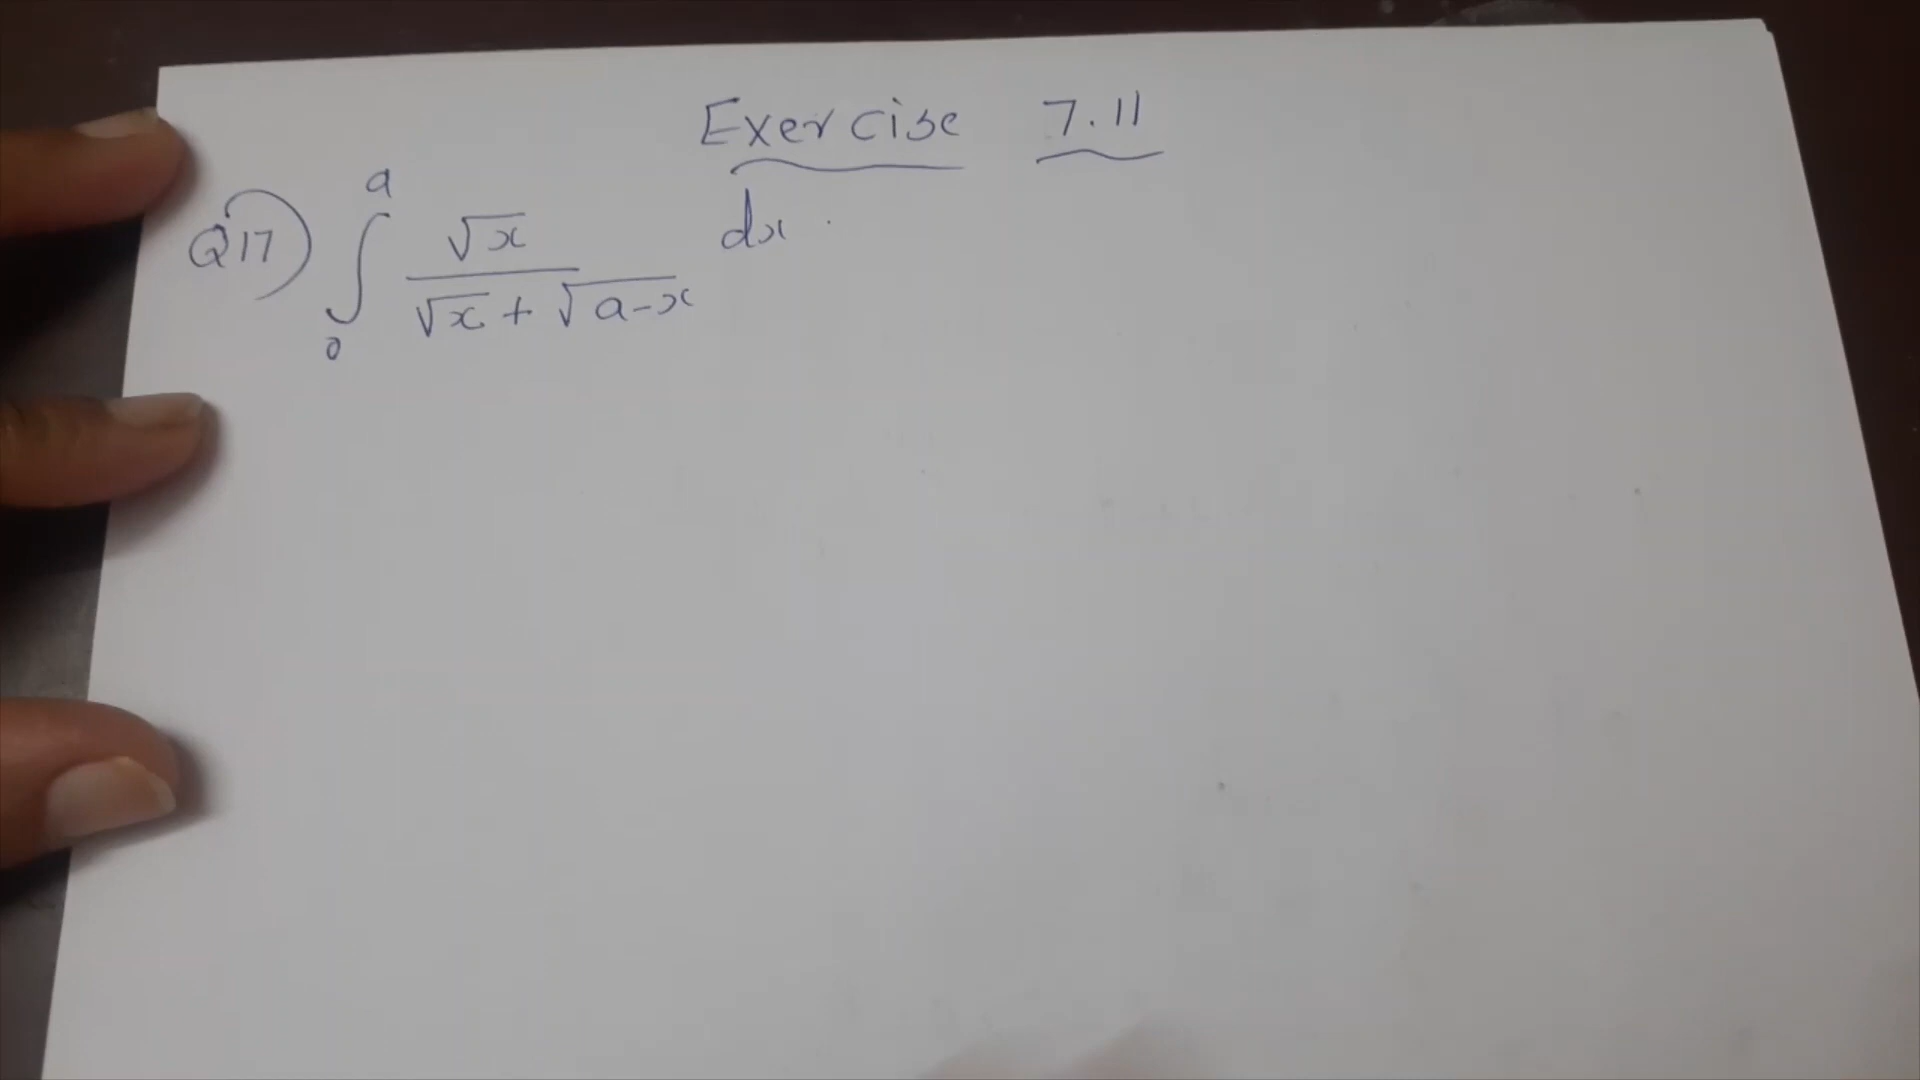 Exercise 7.11
Q17) ∫₀ᵃ √x / (√x + √(a-x)) dx.